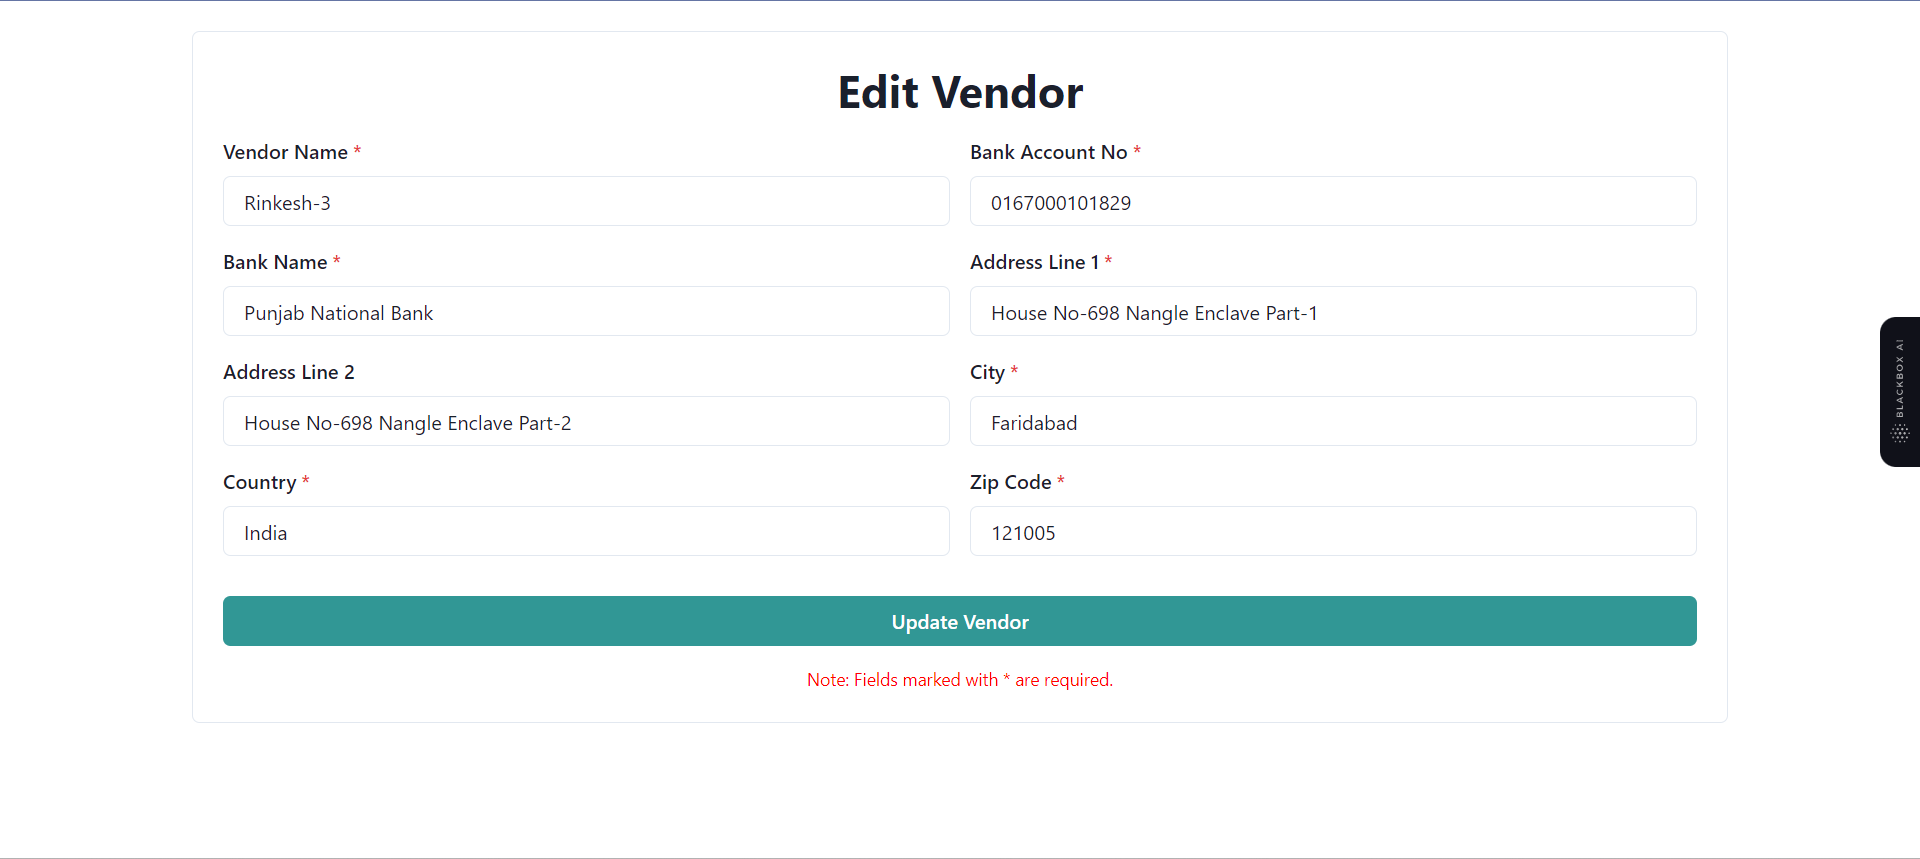 Edit Vendor
Vendor Name *
Bank Account No *
Rinkesh-3
0167000101829
Bank Name *
Address Line 1 *
Punjab National Bank
House No-698 Nangle Enclave Part-1
Address Line 2
City *
House No-698 Nangle Enclave Part-2
Faridabad
Country *
Zip Code *
India
121005
Update Vendor
Note: Fields marked with * are required.
BLACKBOX AI